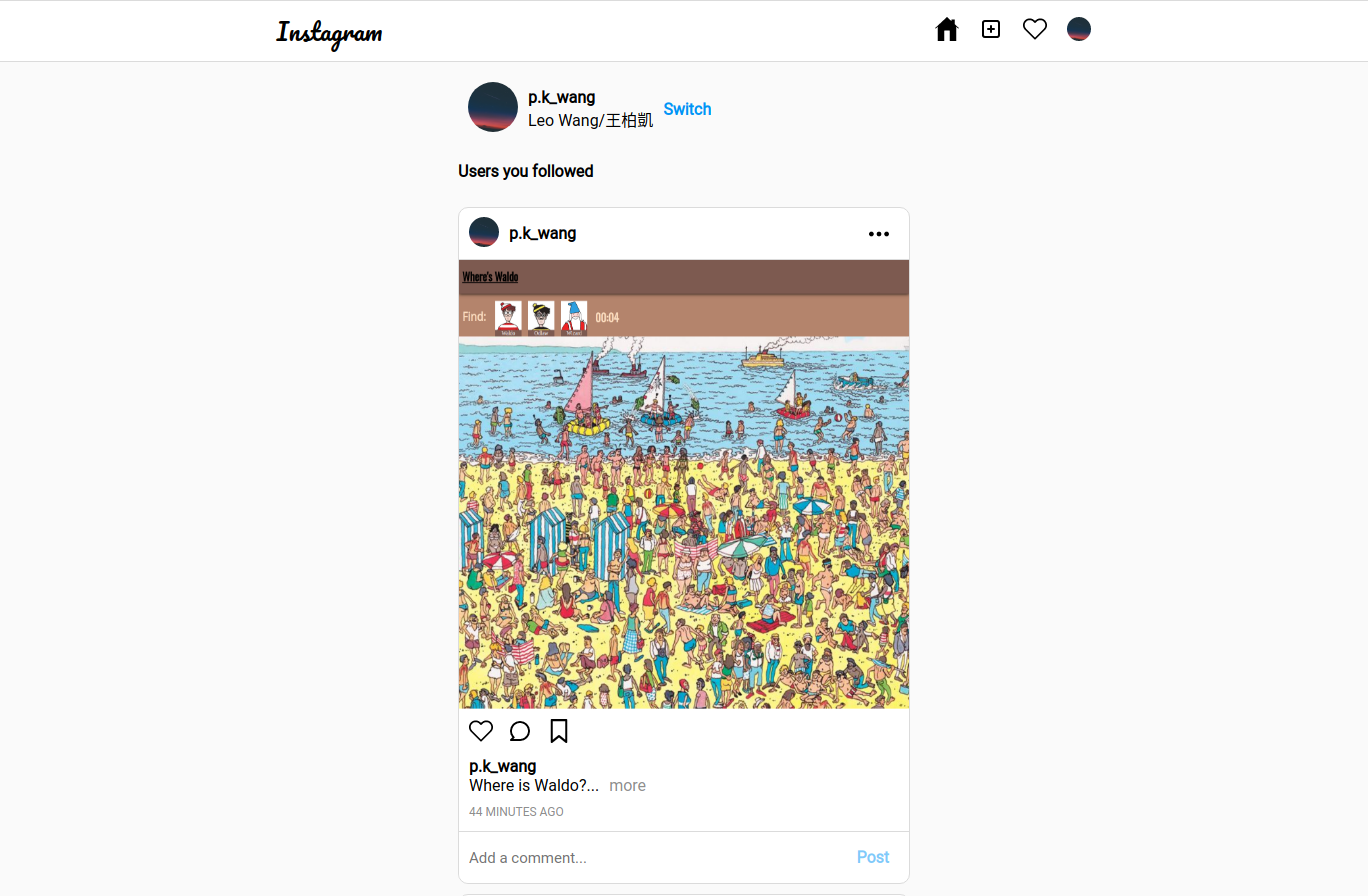 Instagram
p.k_wang
Leo Wang/王柏凱
Switch
Users you followed
p.k_wang
Where's Waldo
Find:
Waldo
Odlaw
Wizard
00:04
p.k_wang
Where is Waldo?... more
44 MINUTES AGO
Add a comment...
Post